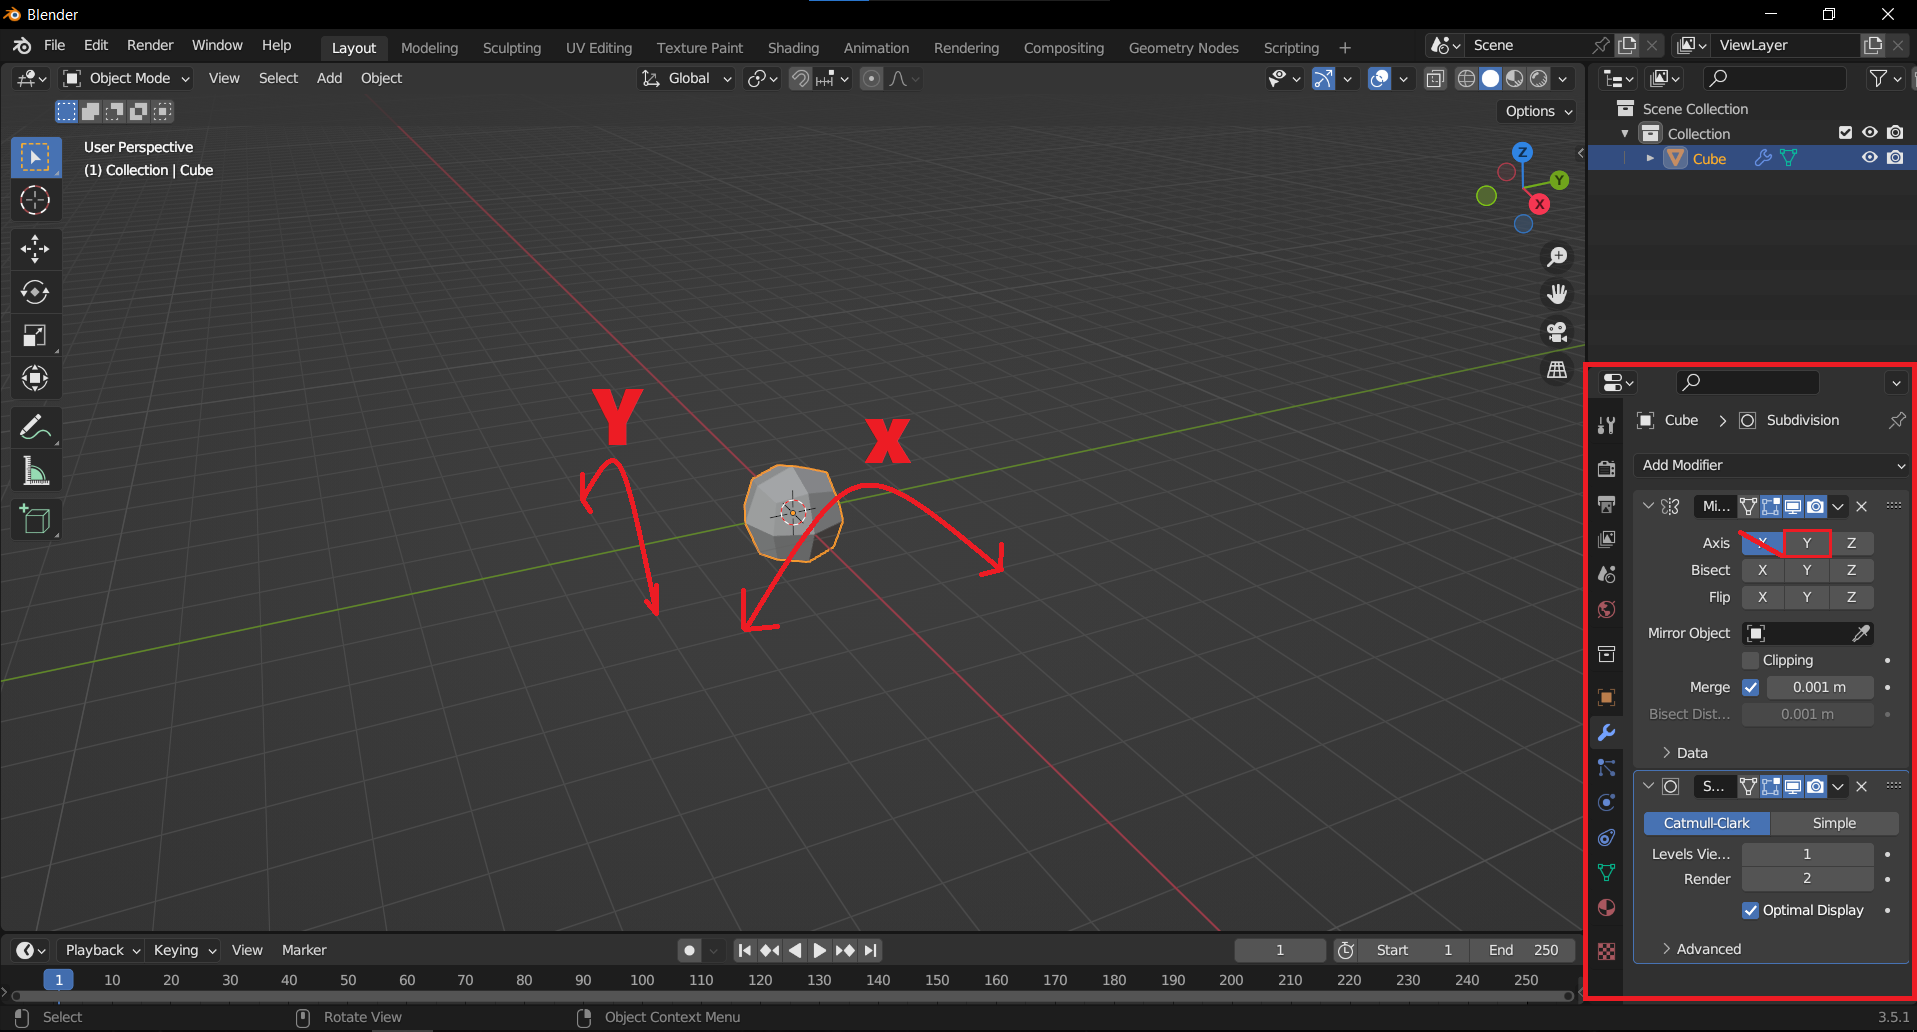 Blender
File Edit Render Window Help
Layout Modeling Sculpting UV Editing Texture Paint Shading Animation Rendering Compositing Geometry Nodes Scripting +
Scene
ViewLayer
Object Mode View Select Add Object
Global
Options
User Perspective
(1) Collection | Cube
Z
Y
X
Scene Collection
Collection
Cube
Y
X
Cube > Subdivision
Add Modifier
Mi...
Axis X Y Z
Bisect X Y Z
Flip X Y Z
Mirror Object
Clipping
Merge 0.001 m
Bisect Dist... 0.001 m
Data
S...
Catmull-Clark Simple
Levels Vie... 1
Render 2
Optimal Display
Advanced
Playback Keying View Marker
1
Start 1
End 250
1 10 20 30 40 50 60 70 80 90 100 110 120 130 140 150 160 170 180 190 200 210 220 230 240 250
Select
Rotate View
Object Context Menu
3.5.1